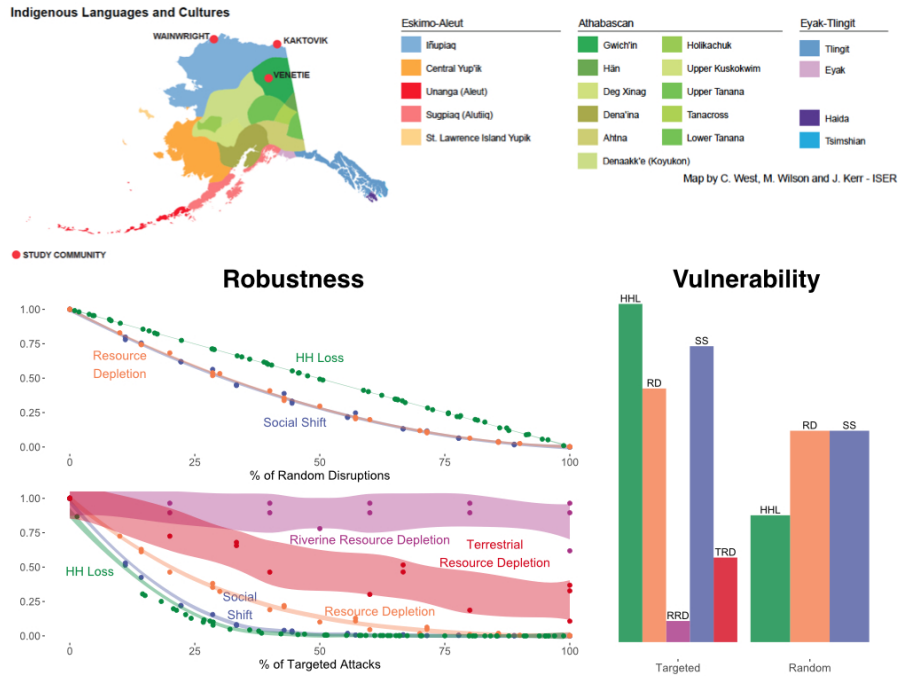 Indigenous Languages and Cultures
WAINWRIGHT
KAKTOVIK
VENETIE
STUDY COMMUNITY
Eskimo-Aleut
Iñupiaq
Central Yup'ik
Unanga (Aleut)
Sugpiaq (Alutiiq)
St. Lawrence Island Yupik
Athabascan
Gwich'in
Hän
Deg Xinag
Dena'ina
Ahtna
Denaakk'e (Koyukon)
Holikachuk
Upper Kuskokwim
Upper Tanana
Tanacross
Lower Tanana
Eyak-Tlingit
Tlingit
Eyak
Haida
Tsimshian
Map by C. West, M. Wilson and J. Kerr - ISER
Robustness
1.00
0.75
0.50
0.25
0.00
Resource
Depletion
HH Loss
Social Shift
0
25
50
75
100
% of Random Disruptions
1.00
0.75
0.50
0.25
0.00
Riverine Resource Depletion
Terrestrial
Resource Depletion
HH Loss
Social
Shift
Resource Depletion
0
25
50
75
100
% of Targeted Attacks
Vulnerability
HHL
RD
RRD
SS
TRD
HHL
RD
SS
Targeted
Random